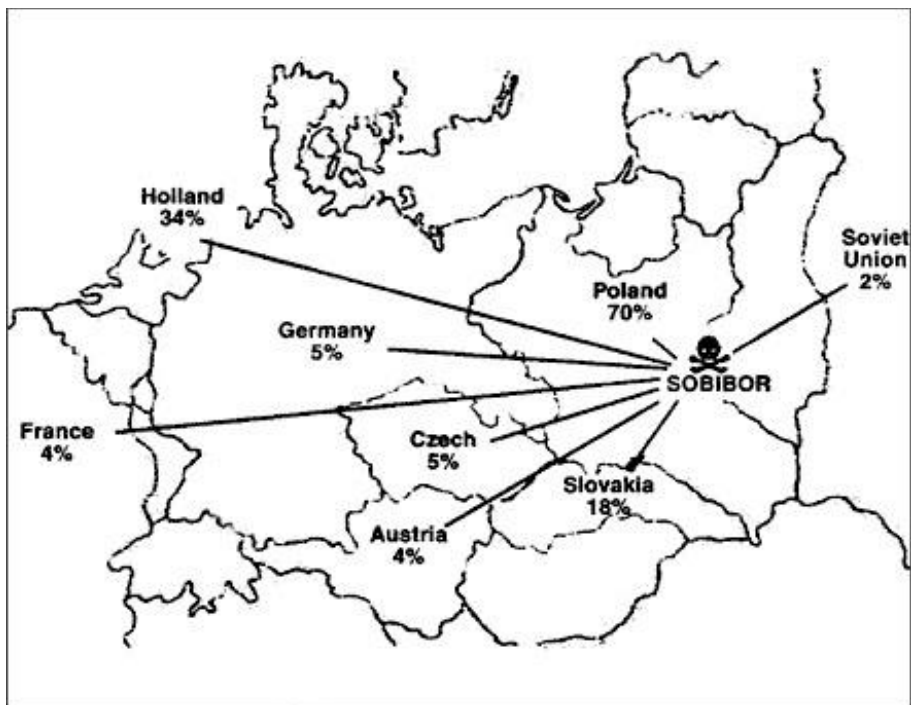 Holland
34%
Soviet
Union
2%
Poland
70%
Germany
5%
SOBIBOR
France
4%
Czech
5%
Slovakia
18%
Austria
4%